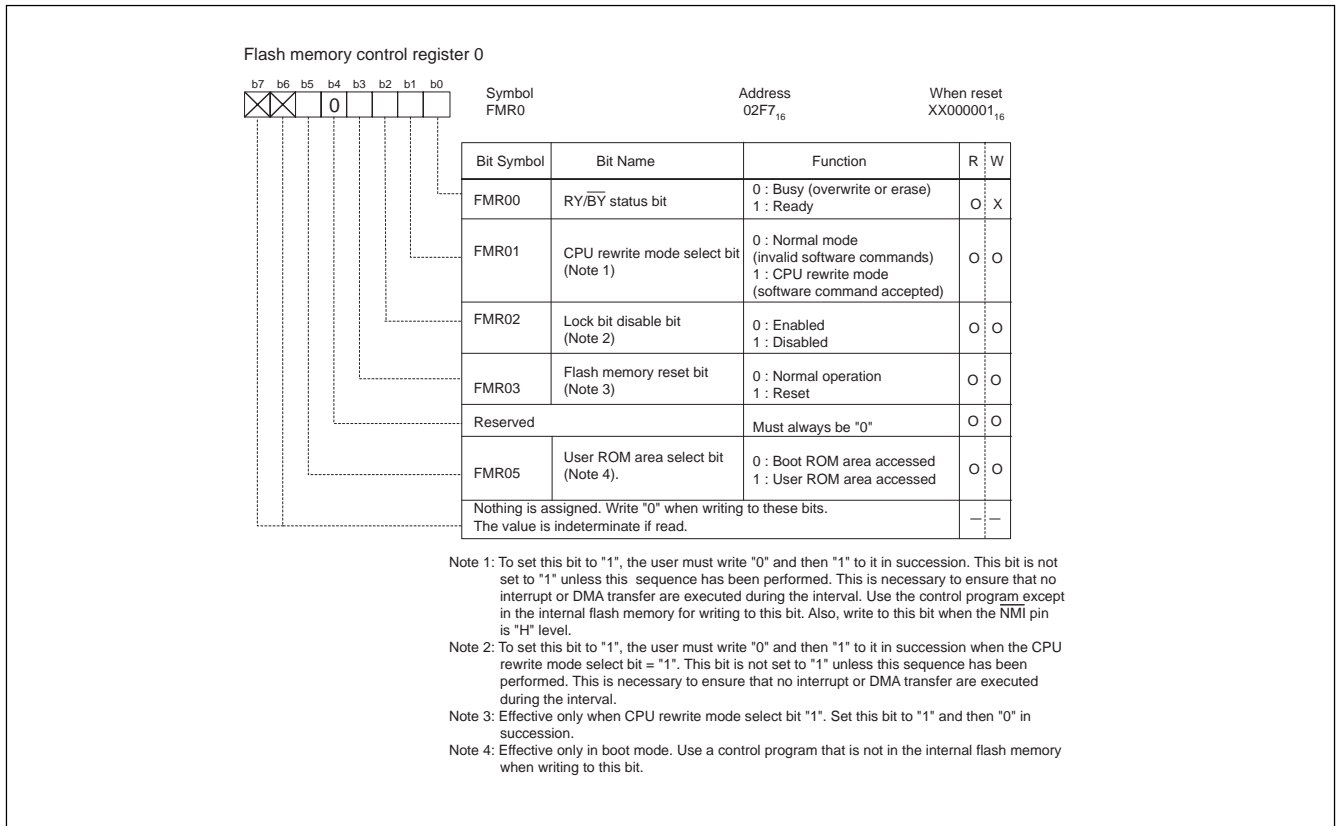 Flash memory control register 0
b7 b6 b5 b4 b3 b2 b1 b0
0
Symbol Address When reset
FMR0 02F7₁₆ XX000001₁₆
Bit Symbol Bit Name Function R W
FMR00 RY/B̅Y̅ status bit 0 : Busy (overwrite or erase)
1 : Ready O X
FMR01 CPU rewrite mode select bit
(Note 1)
0 : Normal mode
(invalid software commands)
1 : CPU rewrite mode
(software command accepted)
O O
FMR02 Lock bit disable bit
(Note 2)
0 : Enabled
1 : Disabled
O O
FMR03 Flash memory reset bit
(Note 3)
0 : Normal operation
1 : Reset
O O
Reserved Must always be "0" O O
FMR05 User ROM area select bit
(Note 4).
0 : Boot ROM area accessed
1 : User ROM area accessed
O O
Nothing is assigned. Write "0" when writing to these bits.
The value is indeterminate if read.
– –
Note 1: To set this bit to "1", the user must write "0" and then "1" to it in succession. This bit is not
set to "1" unless this sequence has been performed. This is necessary to ensure that no
interrupt or DMA transfer are executed during the interval. Use the control program except
in the internal flash memory for writing to this bit. Also, write to this bit when the N̅M̅I̅ pin
is "H" level.
Note 2: To set this bit to "1", the user must write "0" and then "1" to it in succession when the CPU
rewrite mode select bit = "1". This bit is not set to "1" unless this sequence has been
performed. This is necessary to ensure that no interrupt or DMA transfer are executed
during the interval.
Note 3: Effective only when CPU rewrite mode select bit "1". Set this bit to "1" and then "0" in
succession.
Note 4: Effective only in boot mode. Use a control program that is not in the internal flash memory
when writing to this bit.